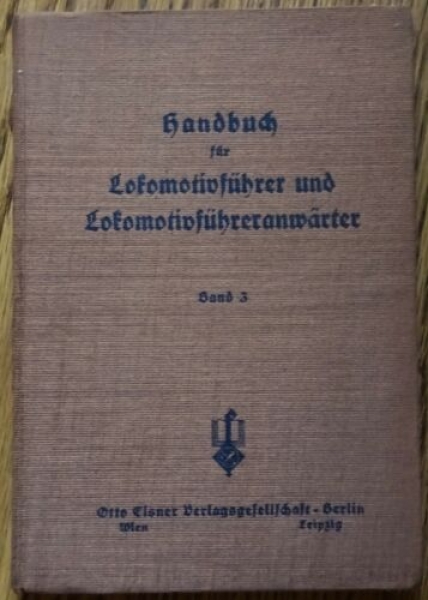 Handbuch
für
Lokomotivführer und
Lokomotivführeranwärter
Band 3
Otto Elsner Verlagsgesellschaft - Berlin
Wien Leipzig